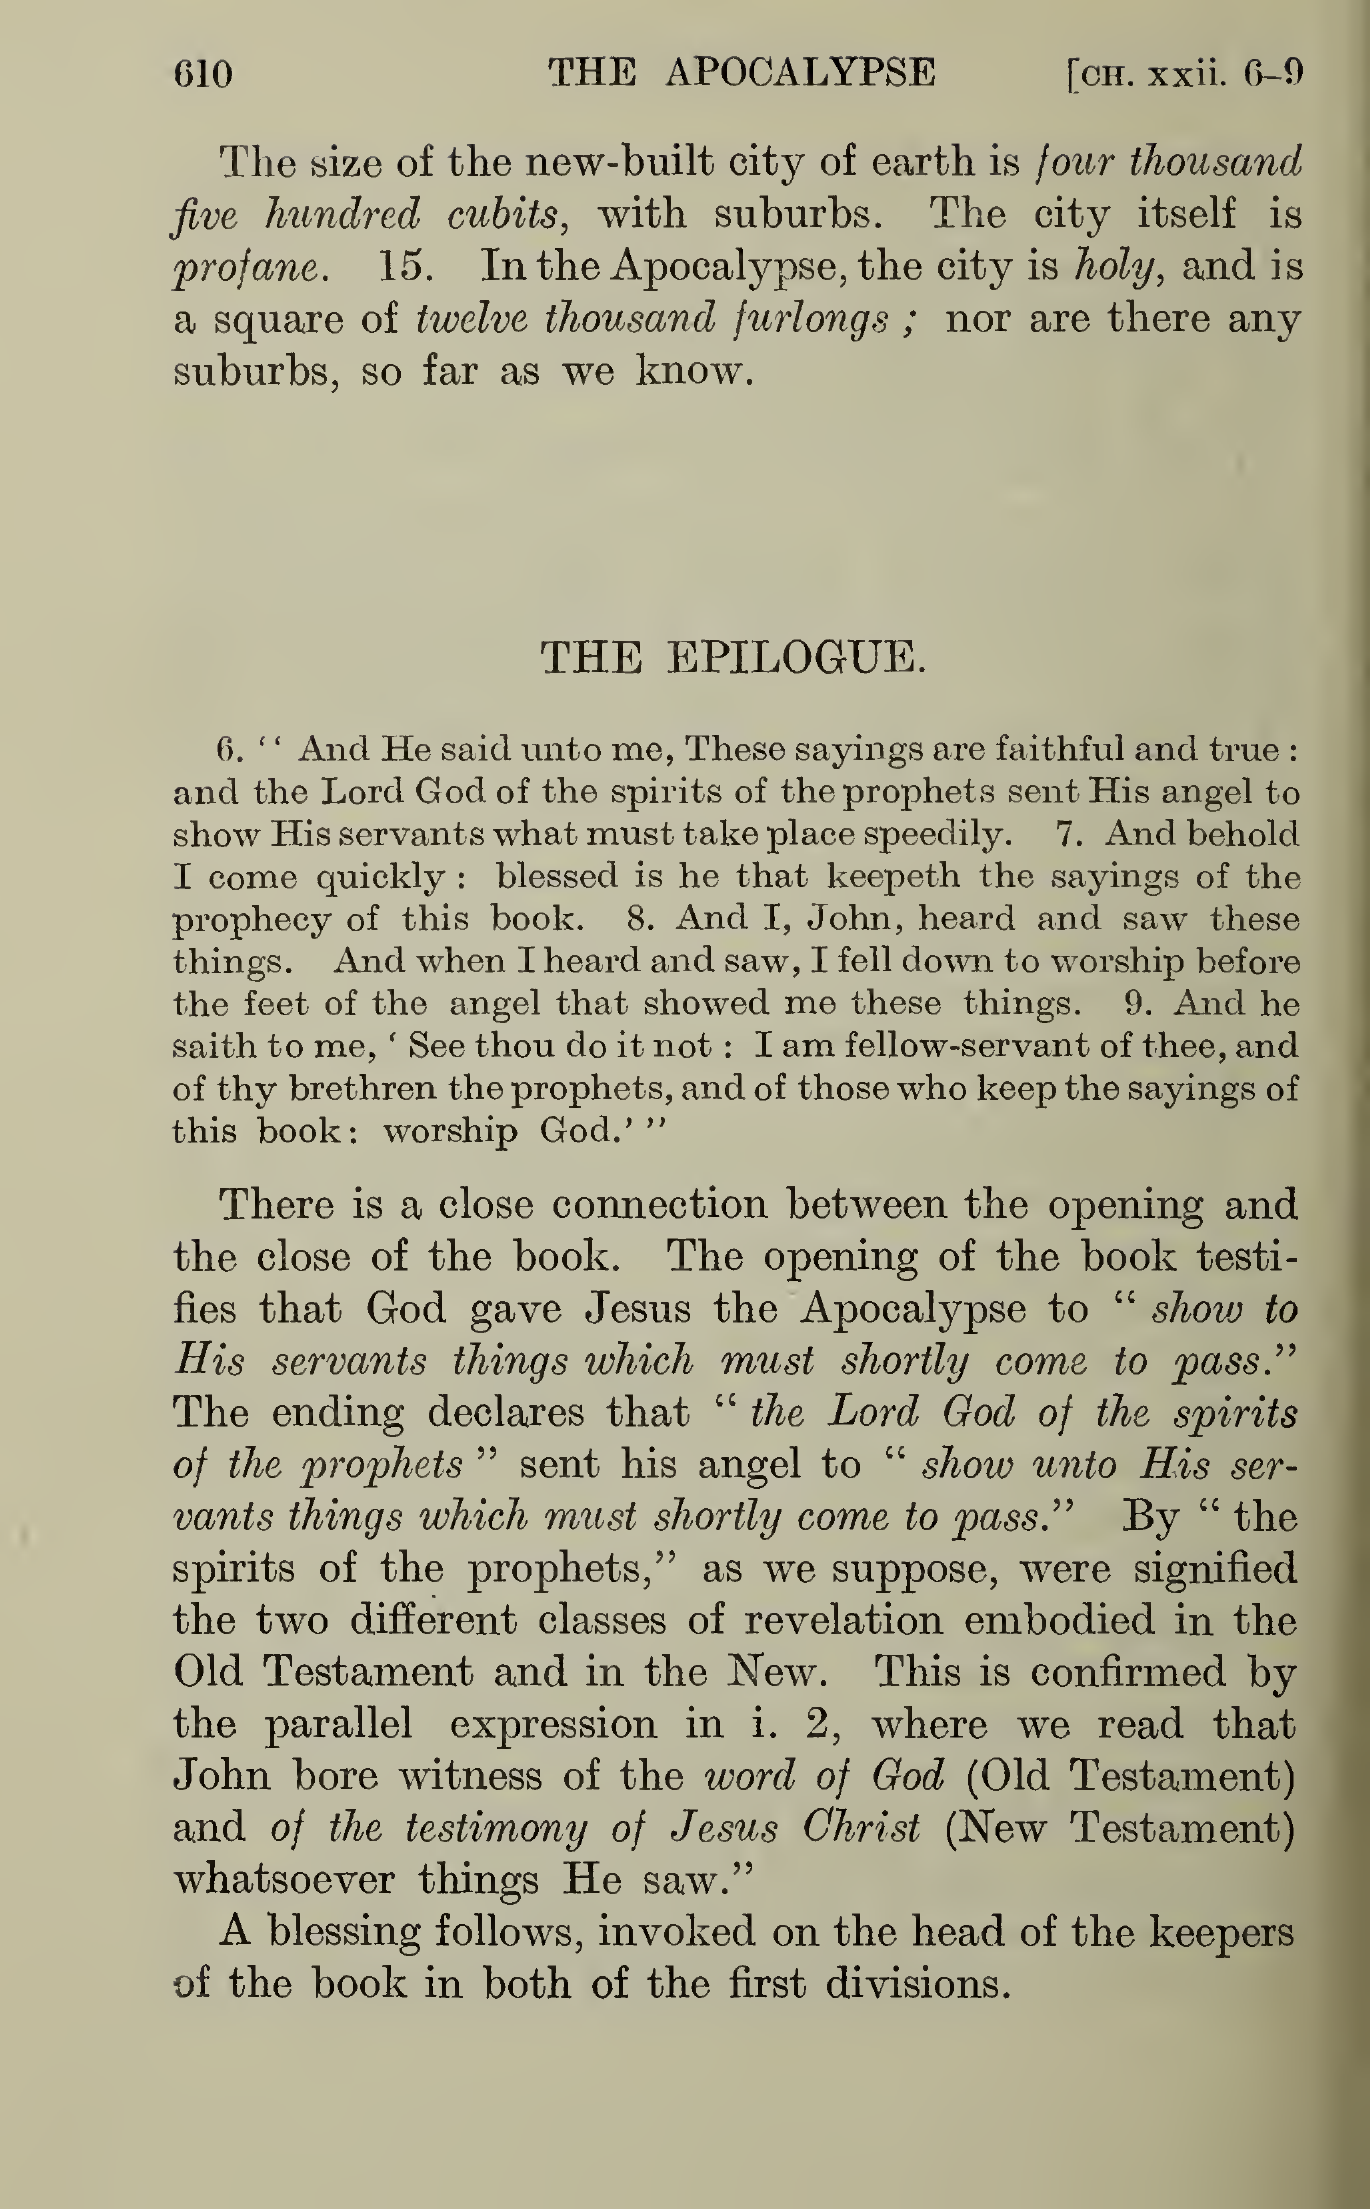 610 THE APOCALYPSE [CH. xxii. 6–9
The size of the new-built city of earth is four thousand
five hundred cubits, with suburbs. The city itself is
profane. 15. In the Apocalypse, the city is holy, and is
a square of twelve thousand furlongs ; nor are there any
suburbs, so far as we know.
THE EPILOGUE.
6. “ And He said unto me, These sayings are faithful and true :
and the Lord God of the spirits of the prophets sent His angel to
show His servants what must take place speedily. 7. And behold
I come quickly : blessed is he that keepeth the sayings of the
prophecy of this book. 8. And I, John, heard and saw these
things. And when I heard and saw, I fell down to worship before
the feet of the angel that showed me these things. 9. And he
saith to me, ‘ See thou do it not : I am fellow-servant of thee, and
of thy brethren the prophets, and of those who keep the sayings of
this book : worship God.’ ”
There is a close connection between the opening and
the close of the book. The opening of the book testi-
fies that God gave Jesus the Apocalypse to “ show to
His servants things which must shortly come to pass.”
The ending declares that “ the Lord God of the spirits
of the prophets ” sent his angel to “ show unto His ser-
vants things which must shortly come to pass.” By “ the
spirits of the prophets,” as we suppose, were signified
the two different classes of revelation embodied in the
Old Testament and in the New. This is confirmed by
the parallel expression in i. 2, where we read that
John bore witness of the word of God (Old Testament)
and of the testimony of Jesus Christ (New Testament)
whatsoever things He saw.”
A blessing follows, invoked on the head of the keepers
of the book in both of the first divisions.